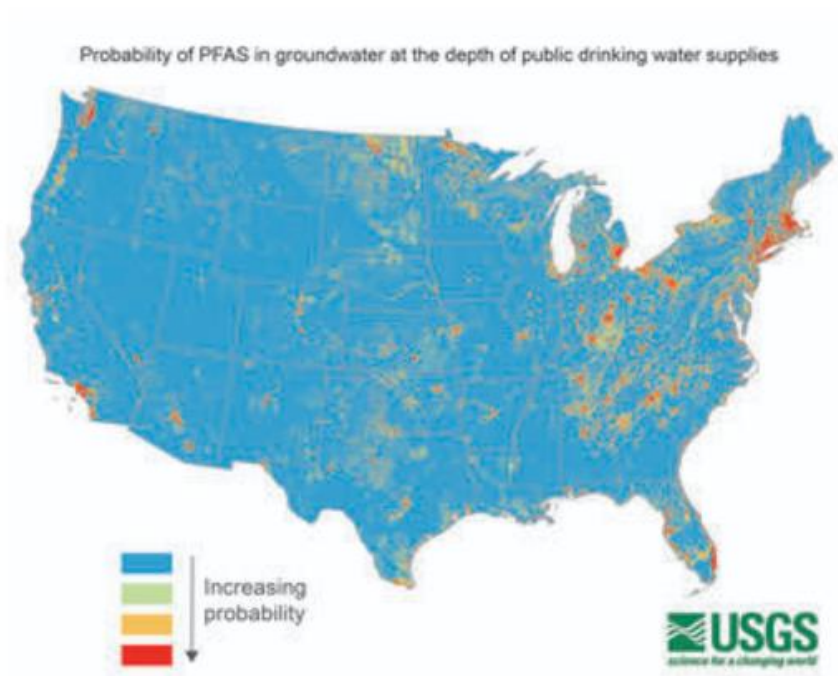 Probability of PFAS in groundwater at the depth of public drinking water supplies
Increasing
probability
USGS
science for a changing world